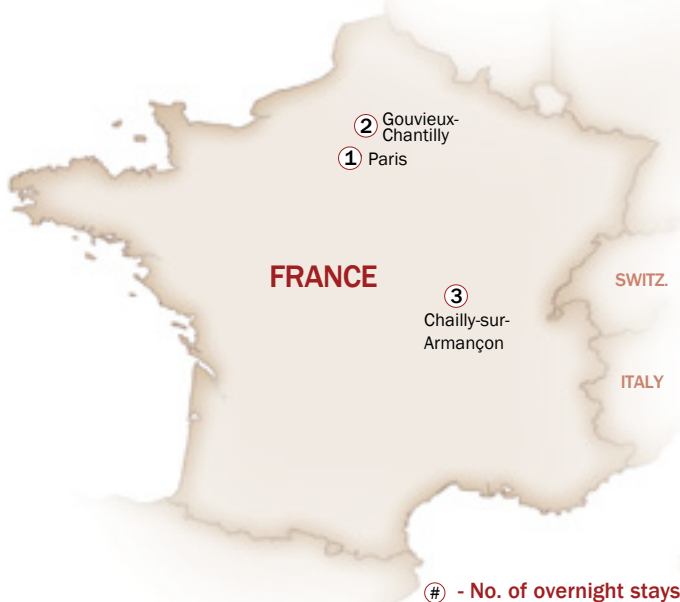 2 Gouvieux-
Chantilly
1 Paris
FRANCE
SWITZ.
3
Chailly-sur-
Armançon
ITALY
# - No. of overnight stays